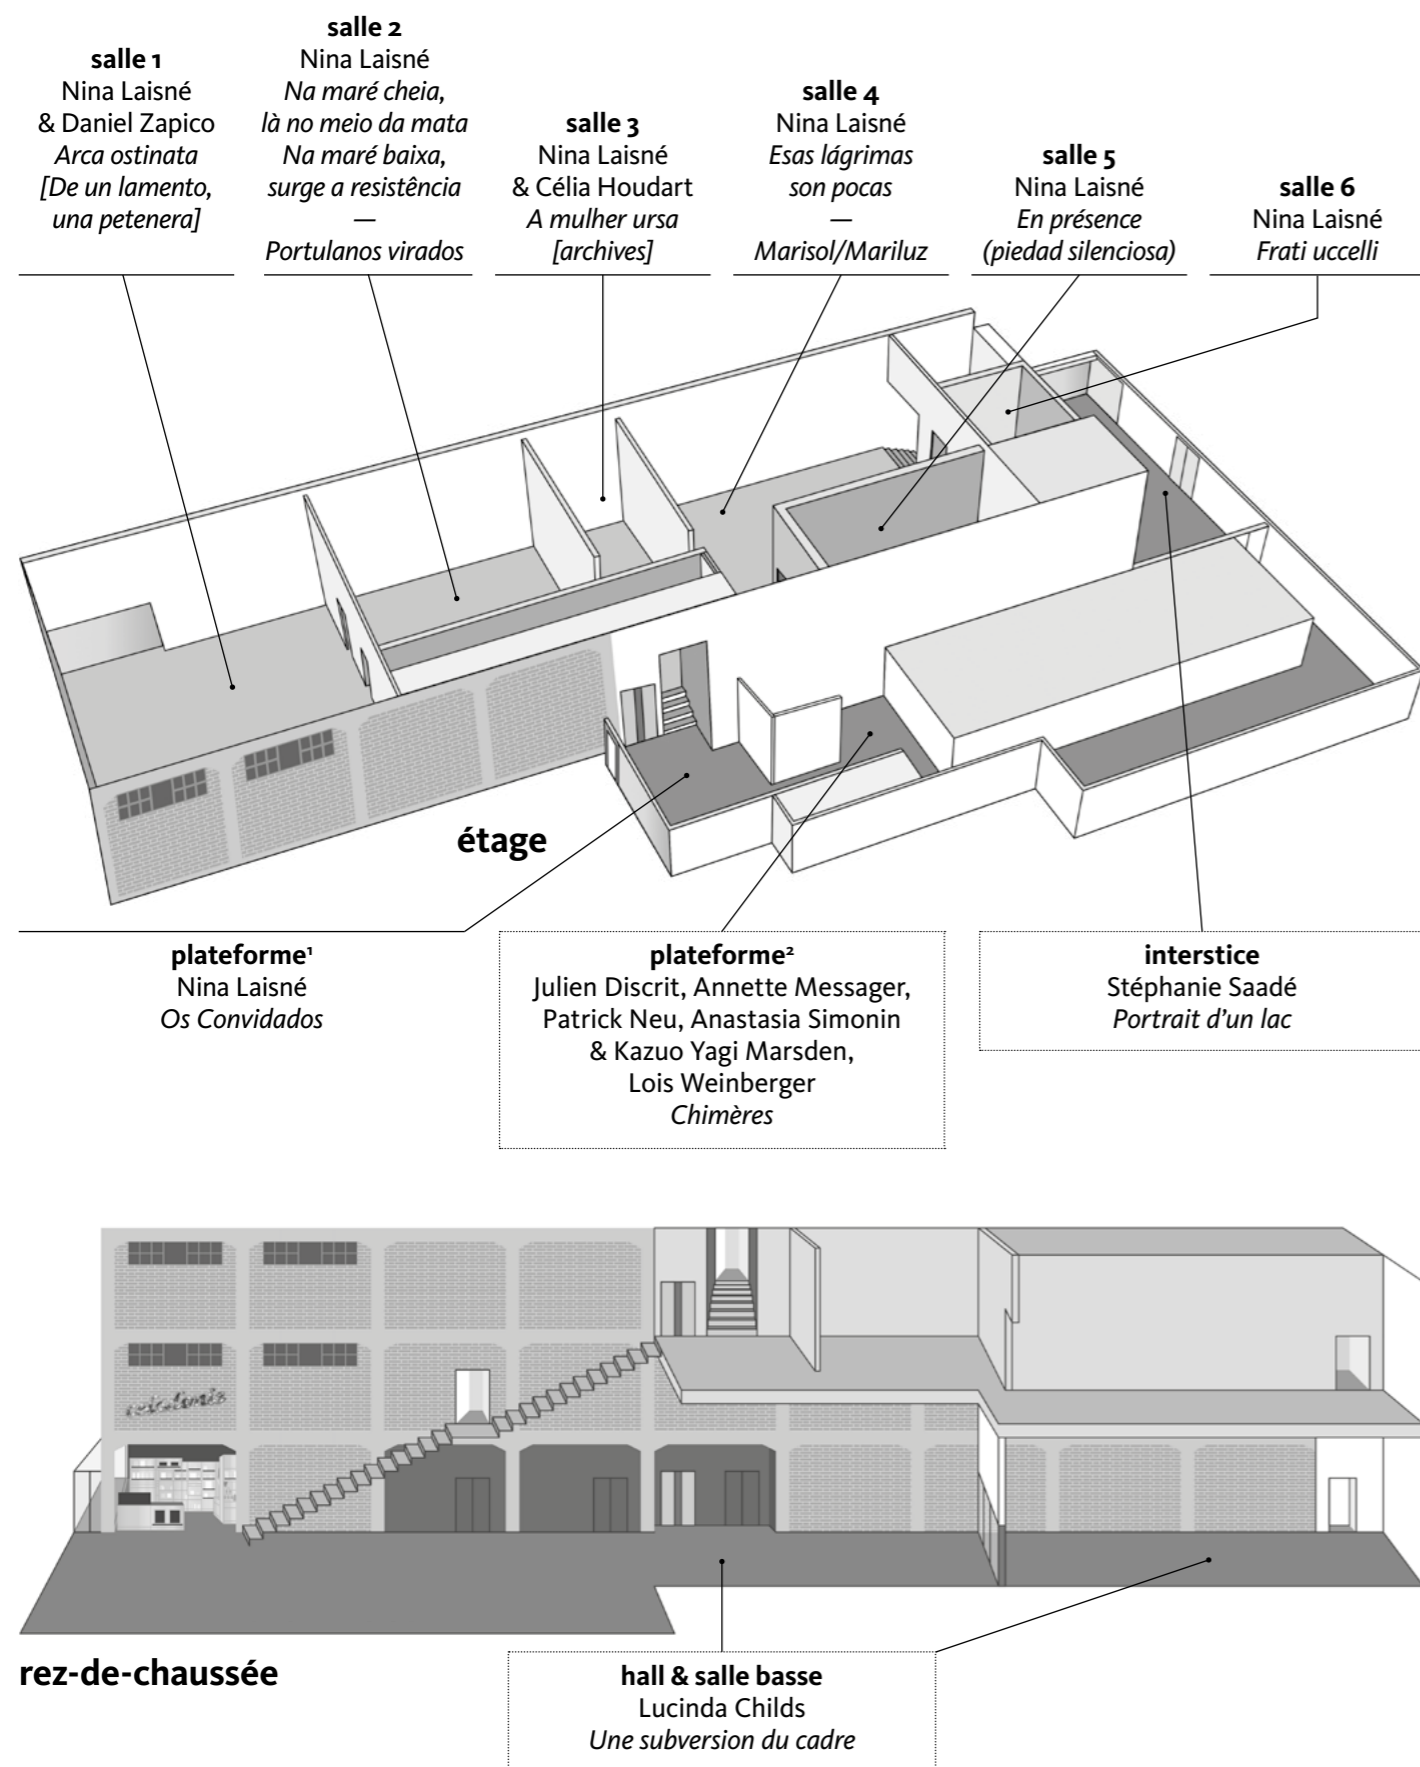 salle 1
Nina Laisné
& Daniel Zapico
Arca ostinata
[De un lamento,
una petenera]
salle 2
Nina Laisné
Na maré cheia,
là no meio da mata
Na maré baixa,
surge a resistência
—
Portulanos virados
salle 3
Nina Laisné
& Célia Houdart
A mulher ursa
[archives]
salle 4
Nina Laisné
Esas lágrimas
son pocas
—
Marisol/Mariluz
salle 5
Nina Laisné
En présence
(piedad silenciosa)
salle 6
Nina Laisné
Frati uccelli
étage
plateforme¹
Nina Laisné
Os Convidados
plateforme²
Julien Discrit, Annette Messager,
Patrick Neu, Anastasia Simonin
& Kazuo Yagi Marsden,
Lois Weinberger
Chimères
interstice
Stéphanie Saadé
Portrait d’un lac
rez-de-chaussée
hall & salle basse
Lucinda Childs
Une subversion du cadre